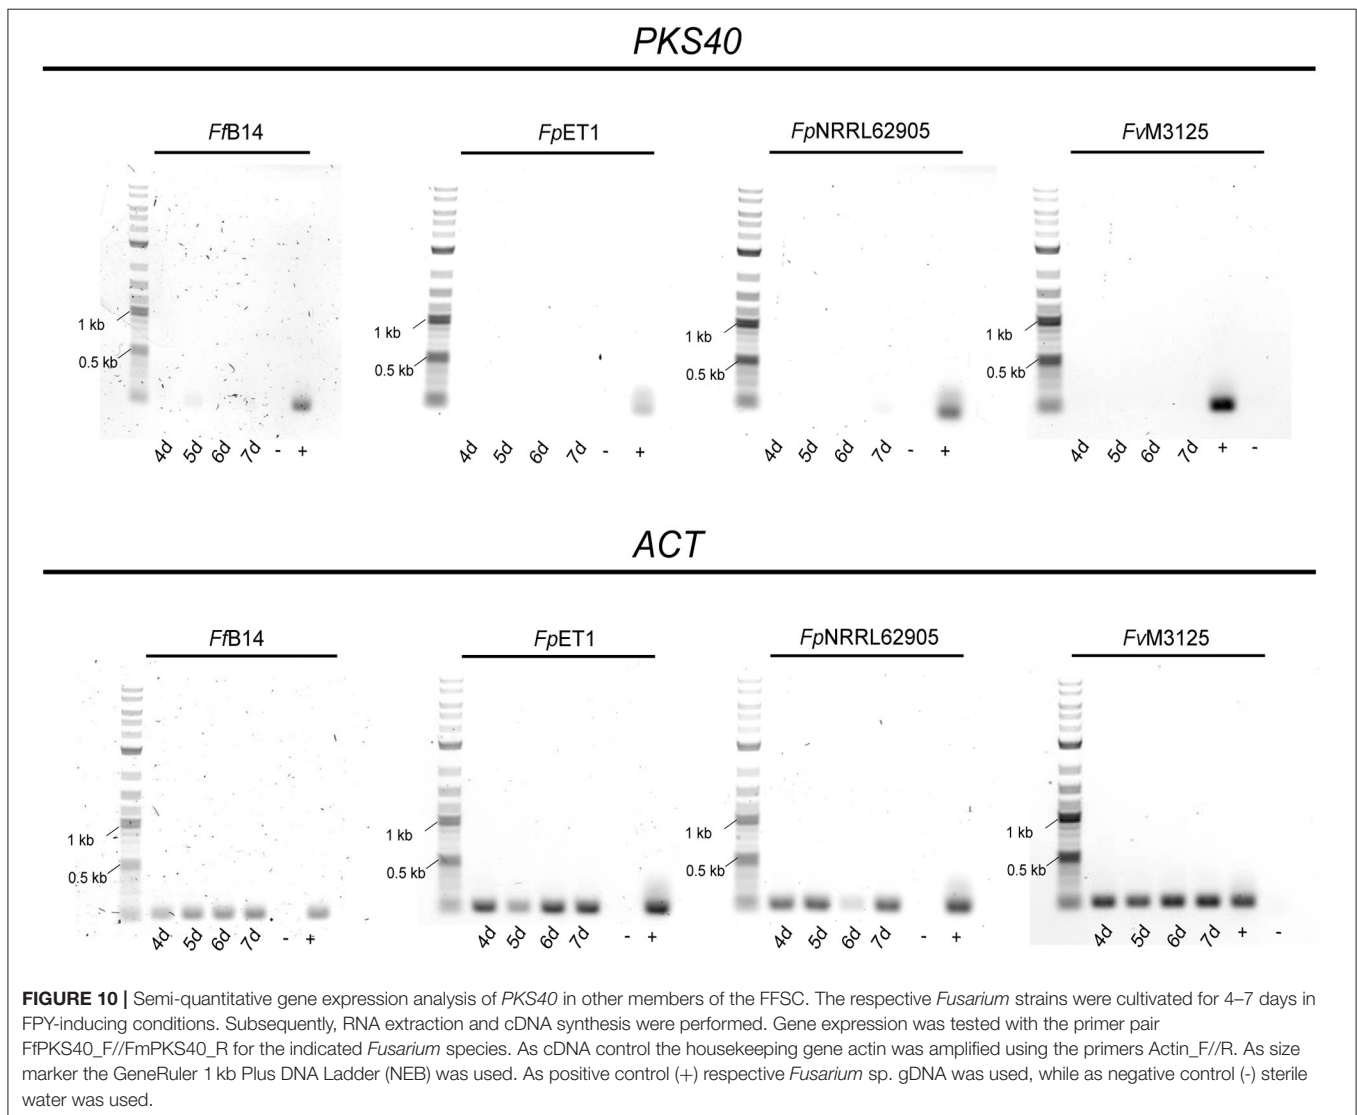 PKS40
FfB14 FpET1 FpNRRL62905 FvM3125
1 kb 1 kb 1 kb 1 kb
0.5 kb 0.5 kb 0.5 kb 0.5 kb
4d 5d 6d 7d - + 4d 5d 6d 7d - + 4d 5d 6d 7d - + 4d 5d 6d 7d + -
ACT
FfB14 FpET1 FpNRRL62905 FvM3125
1 kb 1 kb 1 kb 1 kb
0.5 kb 0.5 kb 0.5 kb 0.5 kb
4d 5d 6d 7d - + 4d 5d 6d 7d - + 4d 5d 6d 7d - + 4d 5d 6d 7d + -
FIGURE 10 | Semi-quantitative gene expression analysis of PKS40 in other members of the FFSC. The respective Fusarium strains were cultivated for 4–7 days in
FPY-inducing conditions. Subsequently, RNA extraction and cDNA synthesis were performed. Gene expression was tested with the primer pair
FfPKS40_F//FmPKS40_R for the indicated Fusarium species. As cDNA control the housekeeping gene actin was amplified using the primers Actin_F//R. As size
marker the GeneRuler 1 kb Plus DNA Ladder (NEB) was used. As positive control (+) respective Fusarium sp. gDNA was used, while as negative control (-) sterile
water was used.